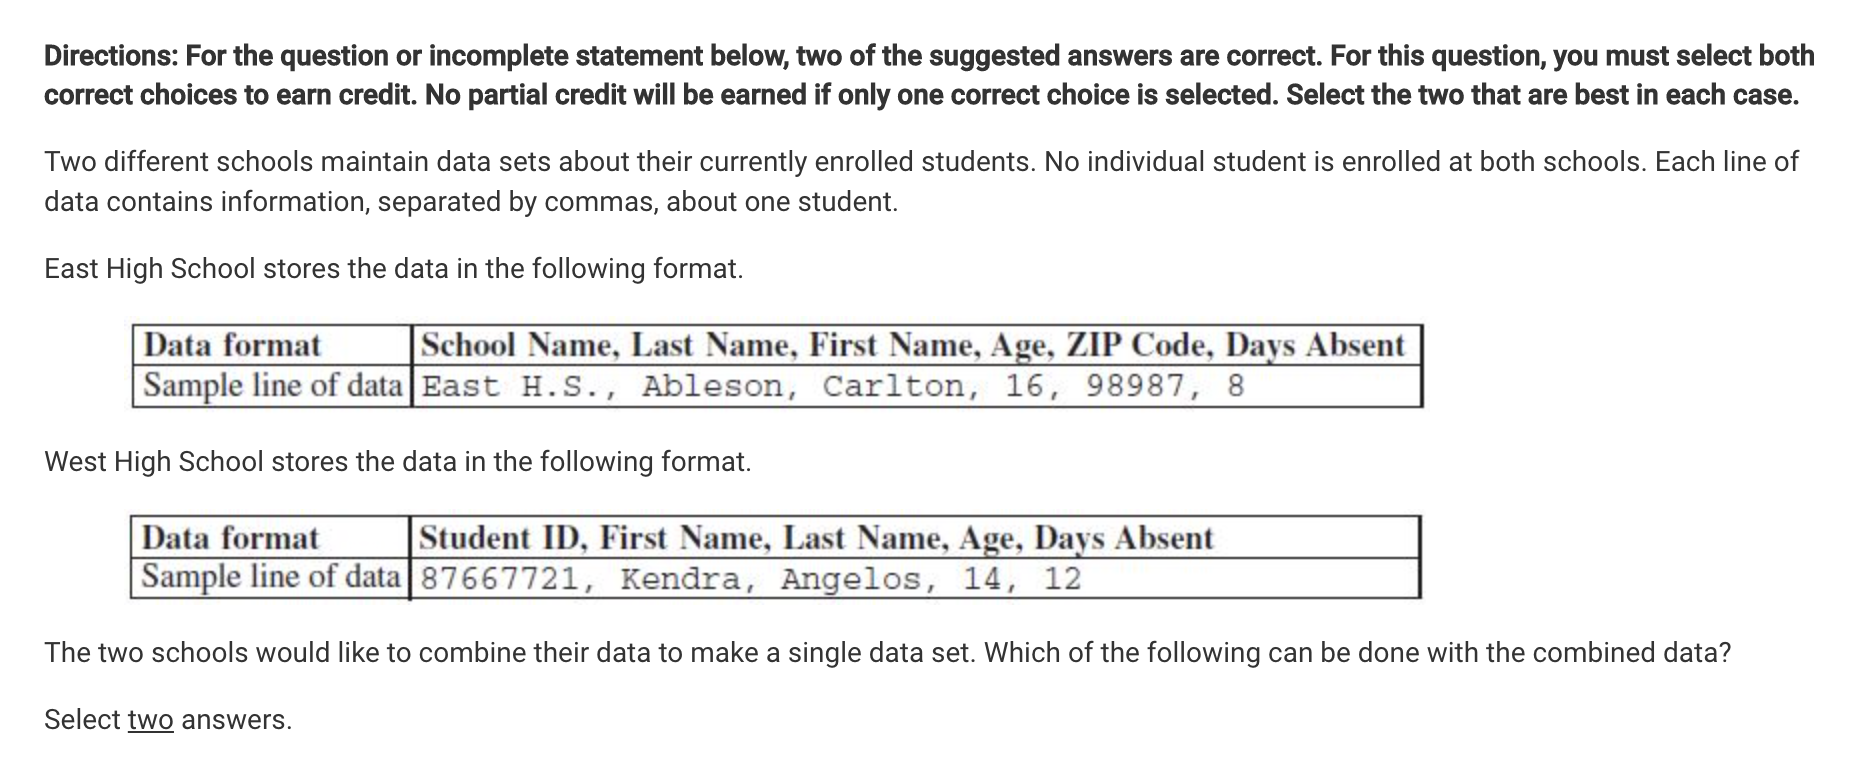 Directions: For the question or incomplete statement below, two of the suggested answers are correct. For this question, you must select both
correct choices to earn credit. No partial credit will be earned if only one correct choice is selected. Select the two that are best in each case.
Two different schools maintain data sets about their currently enrolled students. No individual student is enrolled at both schools. Each line of
data contains information, separated by commas, about one student.
East High School stores the data in the following format.
Data format School Name, Last Name, First Name, Age, ZIP Code, Days Absent
Sample line of data East H.S., Ableson, Carlton, 16, 98987, 8
West High School stores the data in the following format.
Data format Student ID, First Name, Last Name, Age, Days Absent
Sample line of data 87667721, Kendra, Angelos, 14, 12
The two schools would like to combine their data to make a single data set. Which of the following can be done with the combined data?
Select two answers.